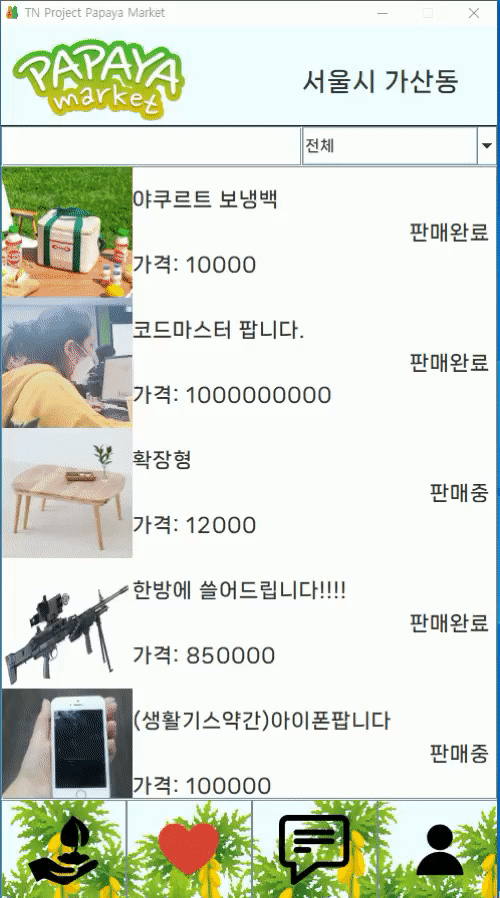 TN Project Papaya Market
PAPAYA
market
서울시 가산동
전체
야쿠르트 보냉백
판매완료
가격: 10000
코드마스터 팝니다.
판매완료
가격: 1000000000
확장형
판매중
가격: 12000
한방에 쓸어드립니다!!!!
판매완료
가격: 850000
(생활기스약간)아이폰팝니다
판매중
가격: 100000